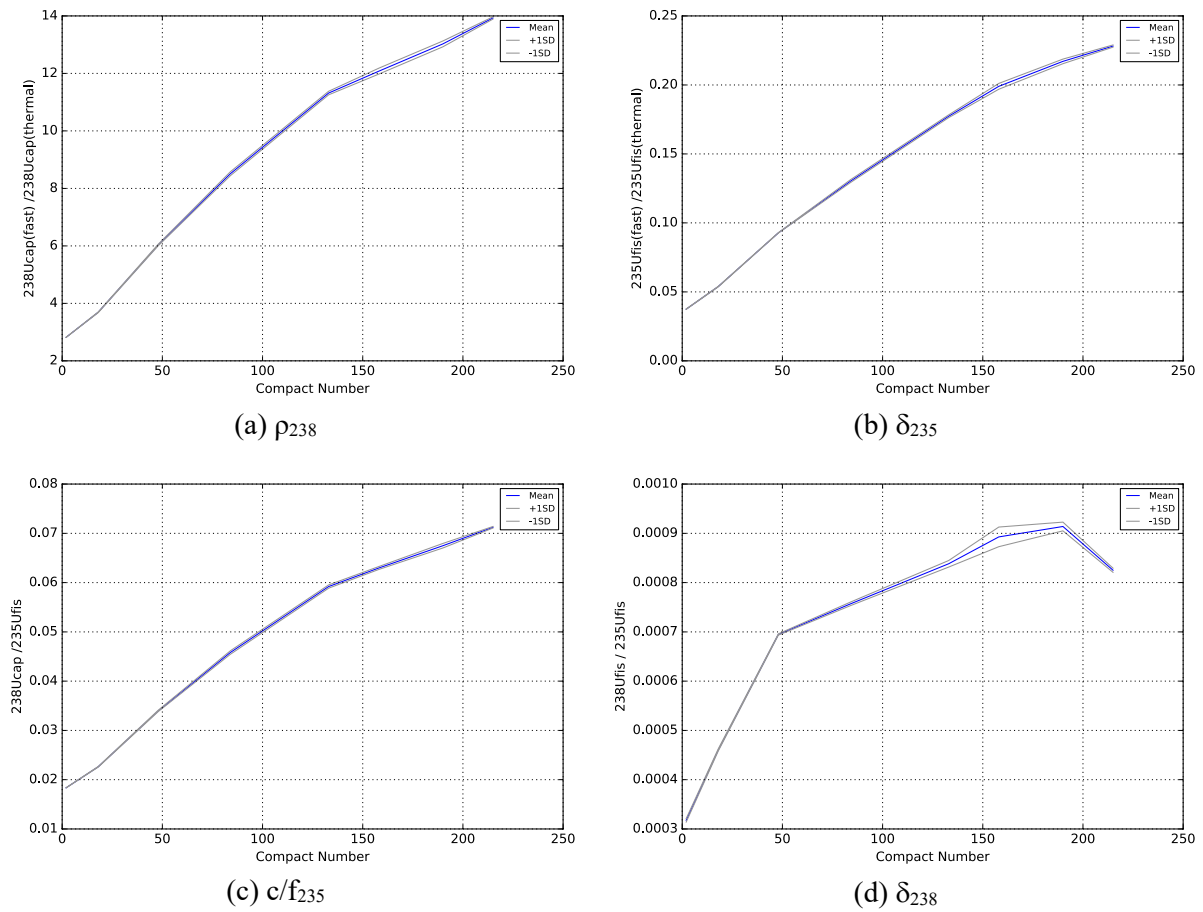 14
12
10
8
6
4
2
238Ucap(fast) /238Ucap(thermal)
Mean
+1SD
-1SD
0 50 100 150 200 250
Compact Number
(a) ρ238
0.25
0.20
0.15
0.10
0.05
0.00
235Ufis(fast) /235Ufis(thermal)
Mean
+1SD
-1SD
0 50 100 150 200 250
Compact Number
(b) δ235
0.08
0.07
0.06
0.05
0.04
0.03
0.02
0.01
238Ucap /235Ufis
Mean
+1SD
-1SD
0 50 100 150 200 250
Compact Number
(c) c/f235
0.0010
0.0009
0.0008
0.0007
0.0006
0.0005
0.0004
0.0003
238Ufis / 235Ufis
Mean
+1SD
-1SD
0 50 100 150 200 250
Compact Number
(d) δ238